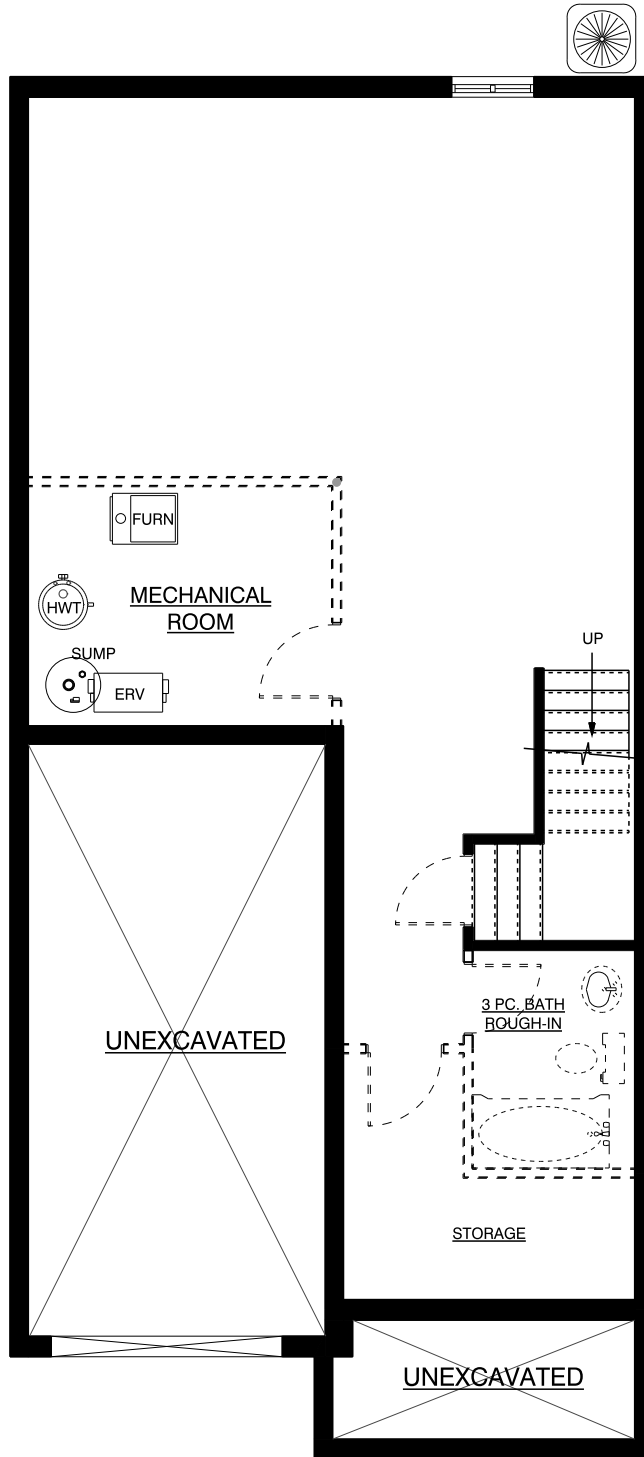 FURN
MECHANICAL
ROOM
HWT
SUMP
ERV
UP
UNEXCAVATED
3 PC. BATH
ROUGH-IN
STORAGE
UNEXCAVATED